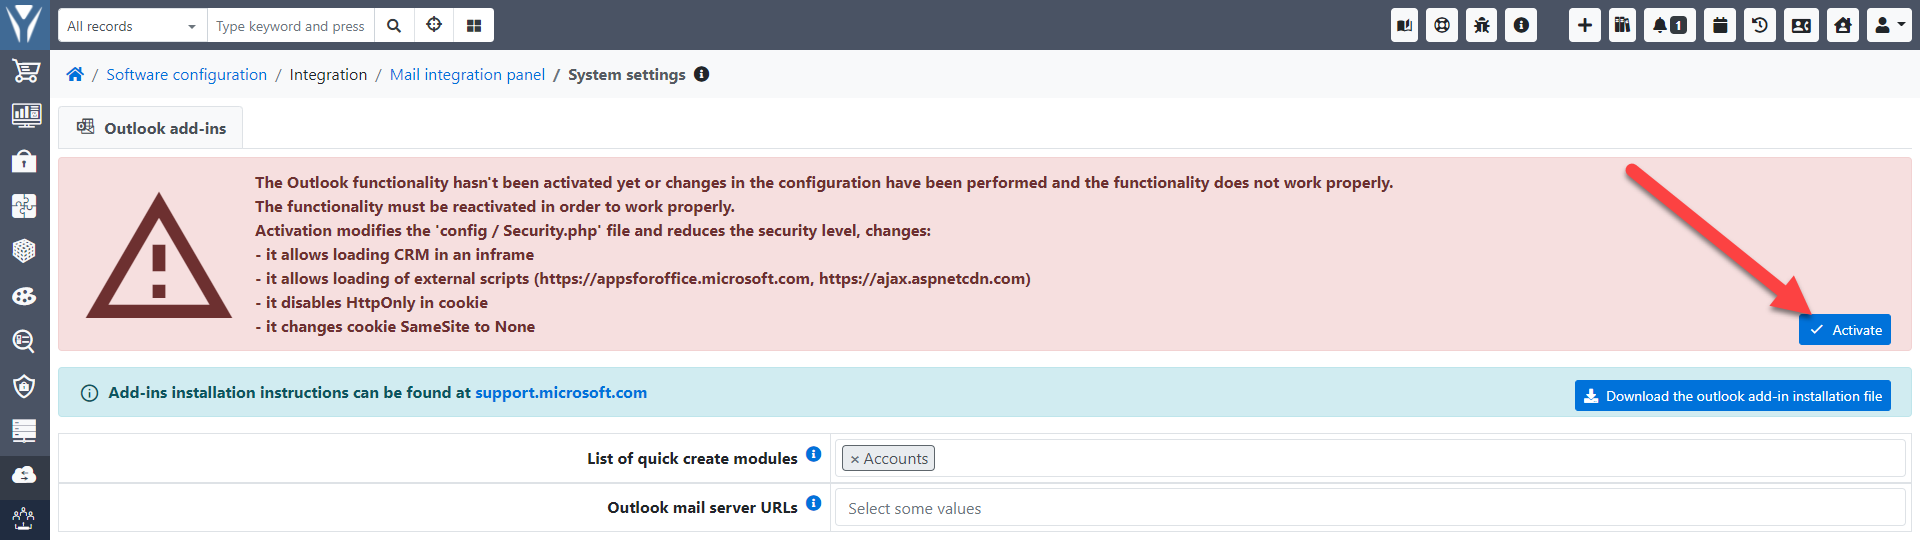 All records
Type keyword and press
1
/ Software configuration / Integration / Mail integration panel / System settings
Outlook add-ins
The Outlook functionality hasn't been activated yet or changes in the configuration have been performed and the functionality does not work properly.
The functionality must be reactivated in order to work properly.
Activation modifies the 'config / Security.php' file and reduces the security level, changes:
- it allows loading CRM in an inframe
- it allows loading of external scripts (https://appsforoffice.microsoft.com, https://ajax.aspnetcdn.com)
- it disables HttpOnly in cookie
- it changes cookie SameSite to None
Activate
Add-ins installation instructions can be found at support.microsoft.com
Download the outlook add-in installation file
List of quick create modules
× Accounts
Outlook mail server URLs
Select some values